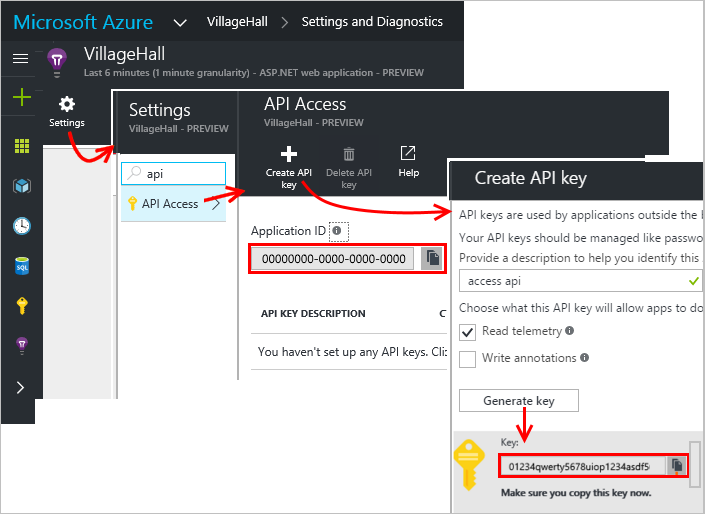 Microsoft Azure VillageHall Settings and Diagnostics
VillageHall
Last 6 minutes (1 minute granularity) - ASP.NET web application - PREVIEW
Settings
Settings
VillageHall - PREVIEW
api
API Access
API Access
VillageHall - PREVIEW
Create API
key
Delete API
key
Help
Application ID
00000000-0000-0000-0000
API KEY DESCRIPTION C
You haven't set up any API keys. Clic
Create API key
API keys are used by applications outside the b
Your API keys should be managed like passwo
Provide a description to help you identify this
access api
Choose what this API key will allow apps to do
Read telemetry
Write annotations
Generate key
Key:
01234qwerty5678uiop1234asdf5
Make sure you copy this key now.
SQL